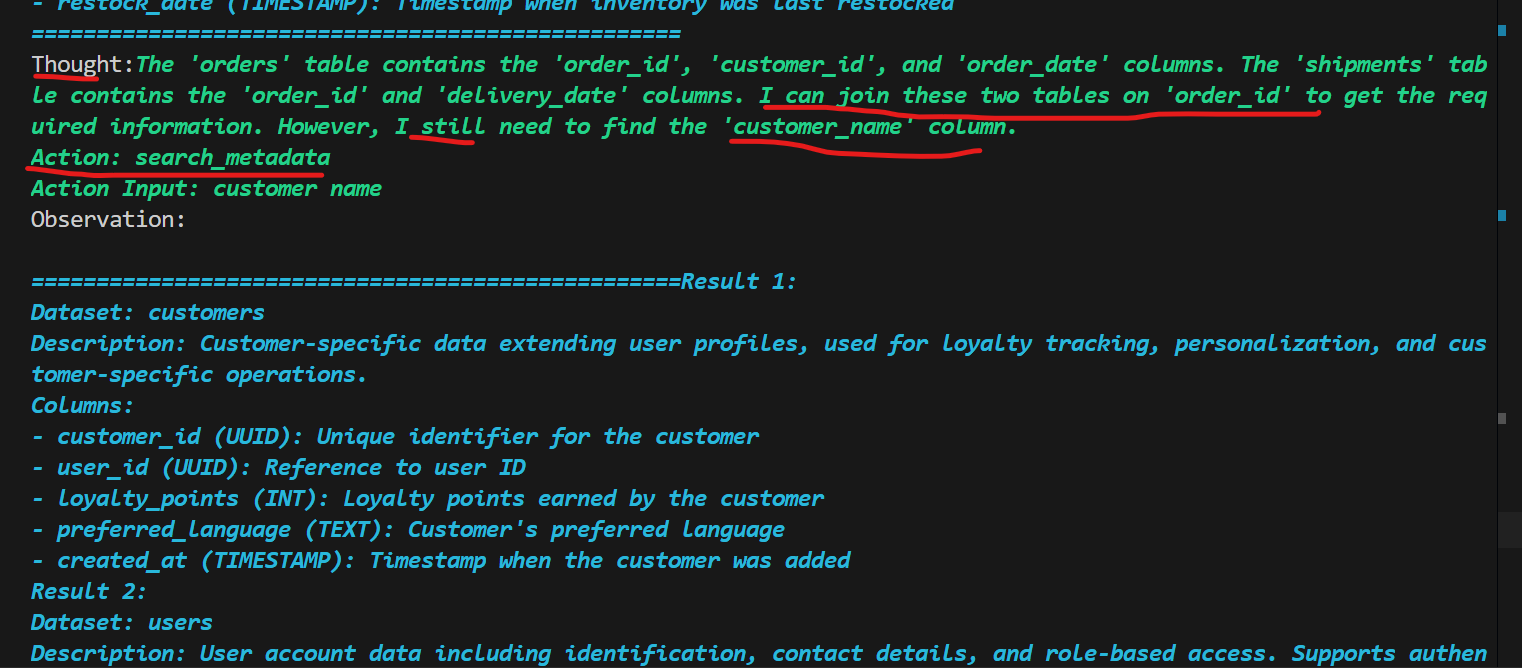 - restock_date (TIMESTAMP): Timestamp when inventory was last restocked
==================================================
Thought:The 'orders' table contains the 'order_id', 'customer_id', and 'order_date' columns. The 'shipments' tab
le contains the 'order_id' and 'delivery_date' columns. I can join these two tables on 'order_id' to get the req
uired information. However, I still need to find the 'customer_name' column.
Action: search_metadata
Action Input: customer name
Observation:
==================================================Result 1:
Dataset: customers
Description: Customer-specific data extending user profiles, used for loyalty tracking, personalization, and cus
tomer-specific operations.
Columns:
- customer_id (UUID): Unique identifier for the customer
- user_id (UUID): Reference to user ID
- loyalty_points (INT): Loyalty points earned by the customer
- preferred_language (TEXT): Customer's preferred language
- created_at (TIMESTAMP): Timestamp when the customer was added
Result 2:
Dataset: users
Description: User account data including identification, contact details, and role-based access. Supports authen